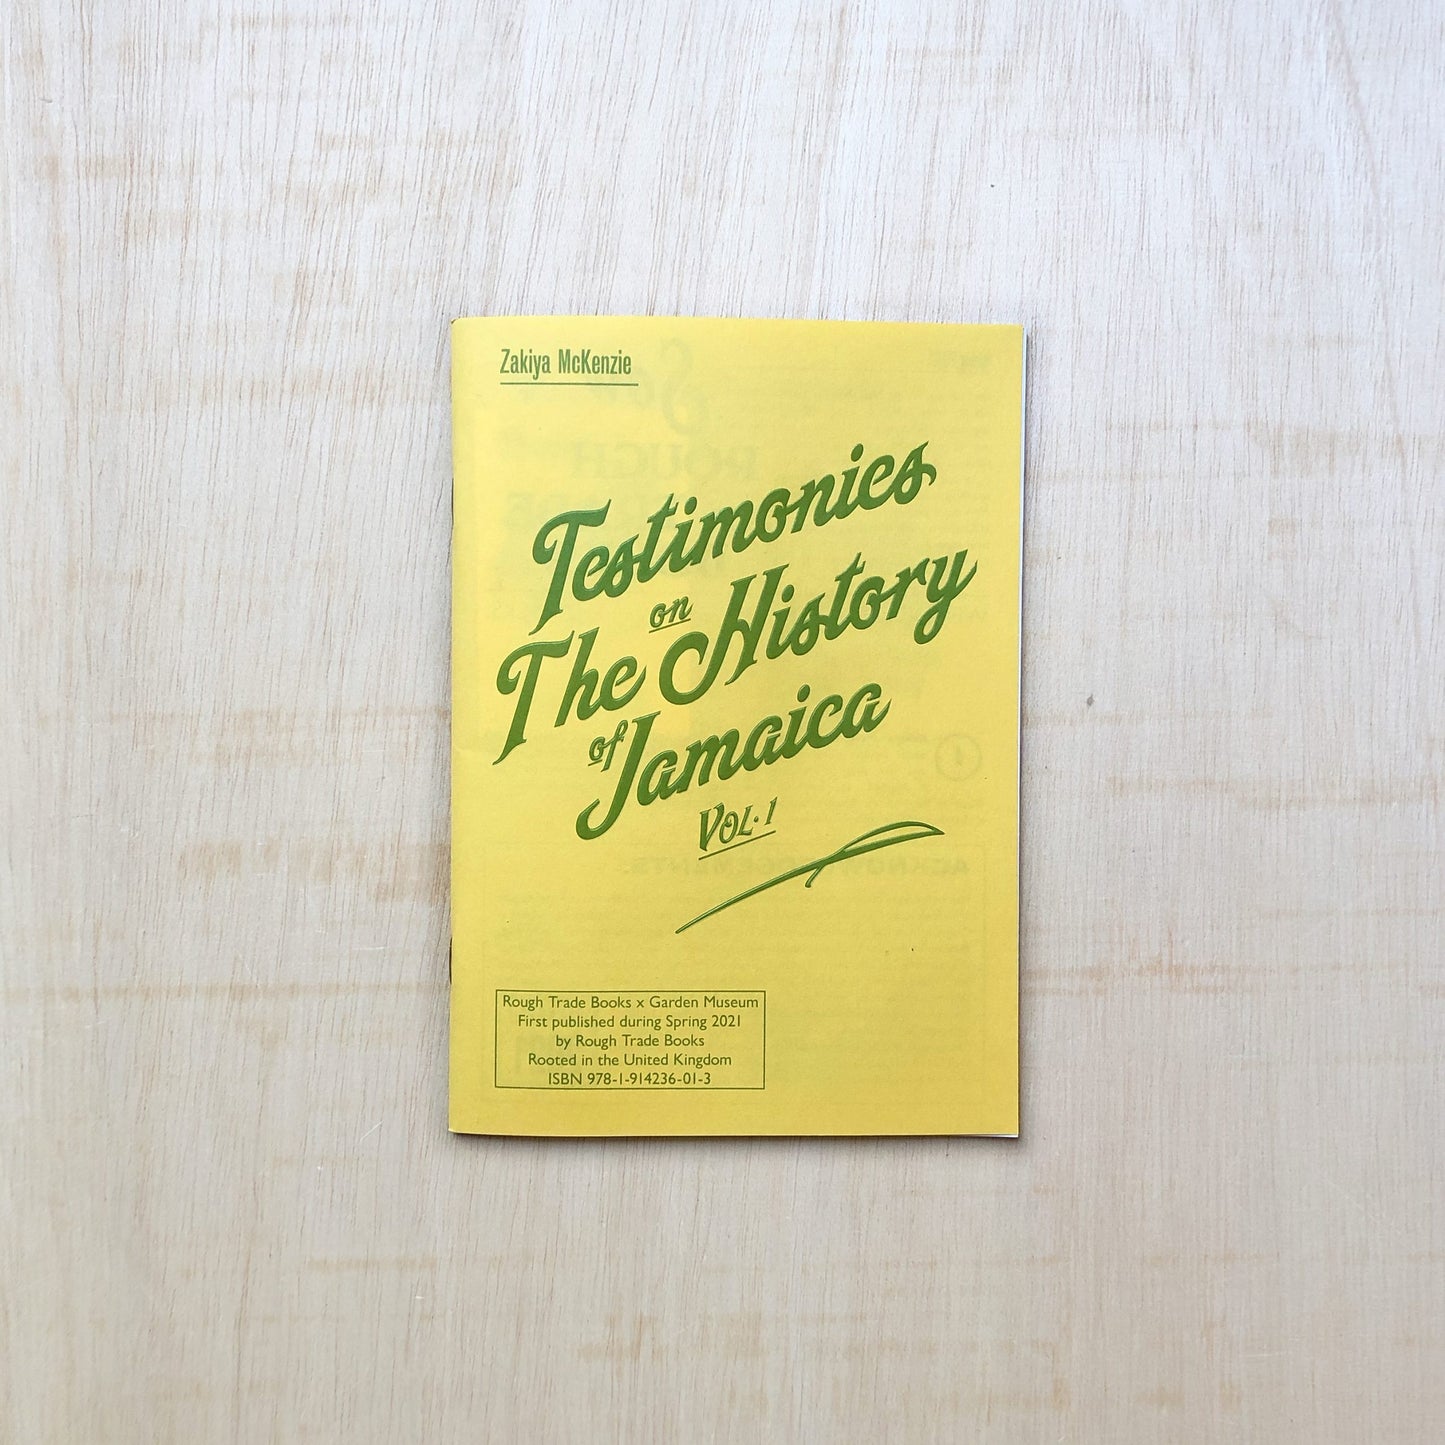 Zakiya McKenzie
Testimonies
on
The History
of Jamaica
VOL. 1
Rough Trade Books x Garden Museum
First published during Spring 2021
by Rough Trade Books
Rooted in the United Kingdom
ISBN 978-1-914236-01-3